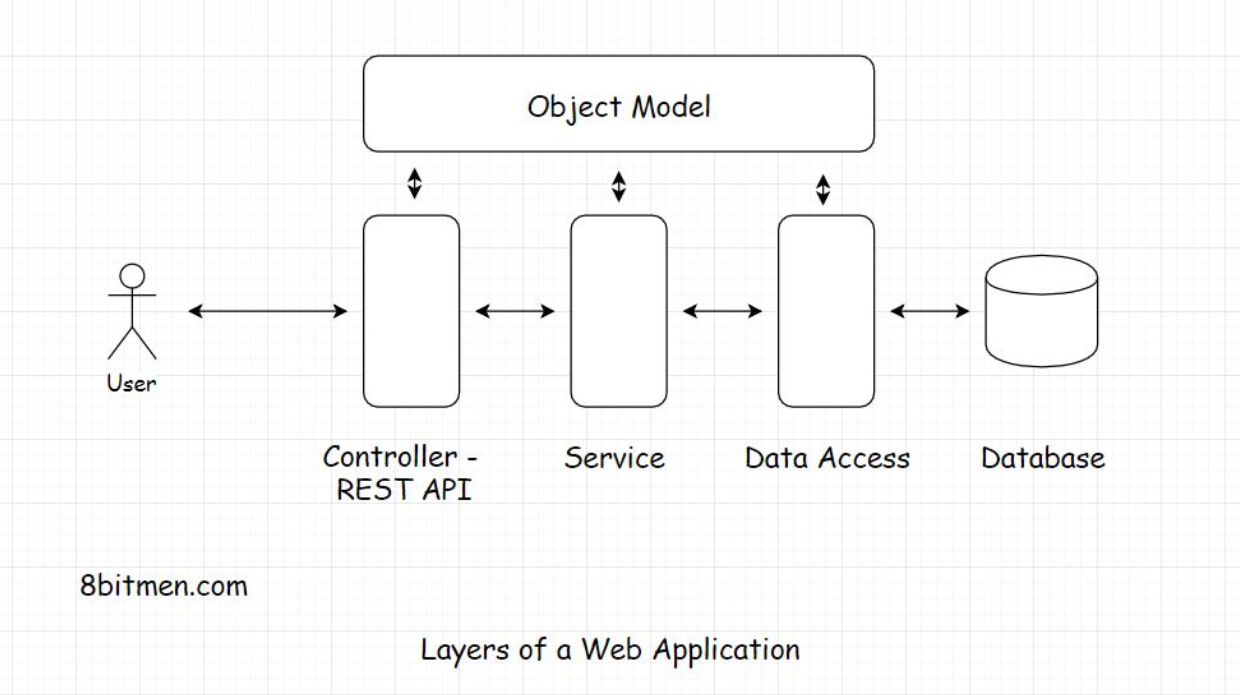 Object Model
User
Controller -
REST API
Service
Data Access
Database
8bitmen.com
Layers of a Web Application